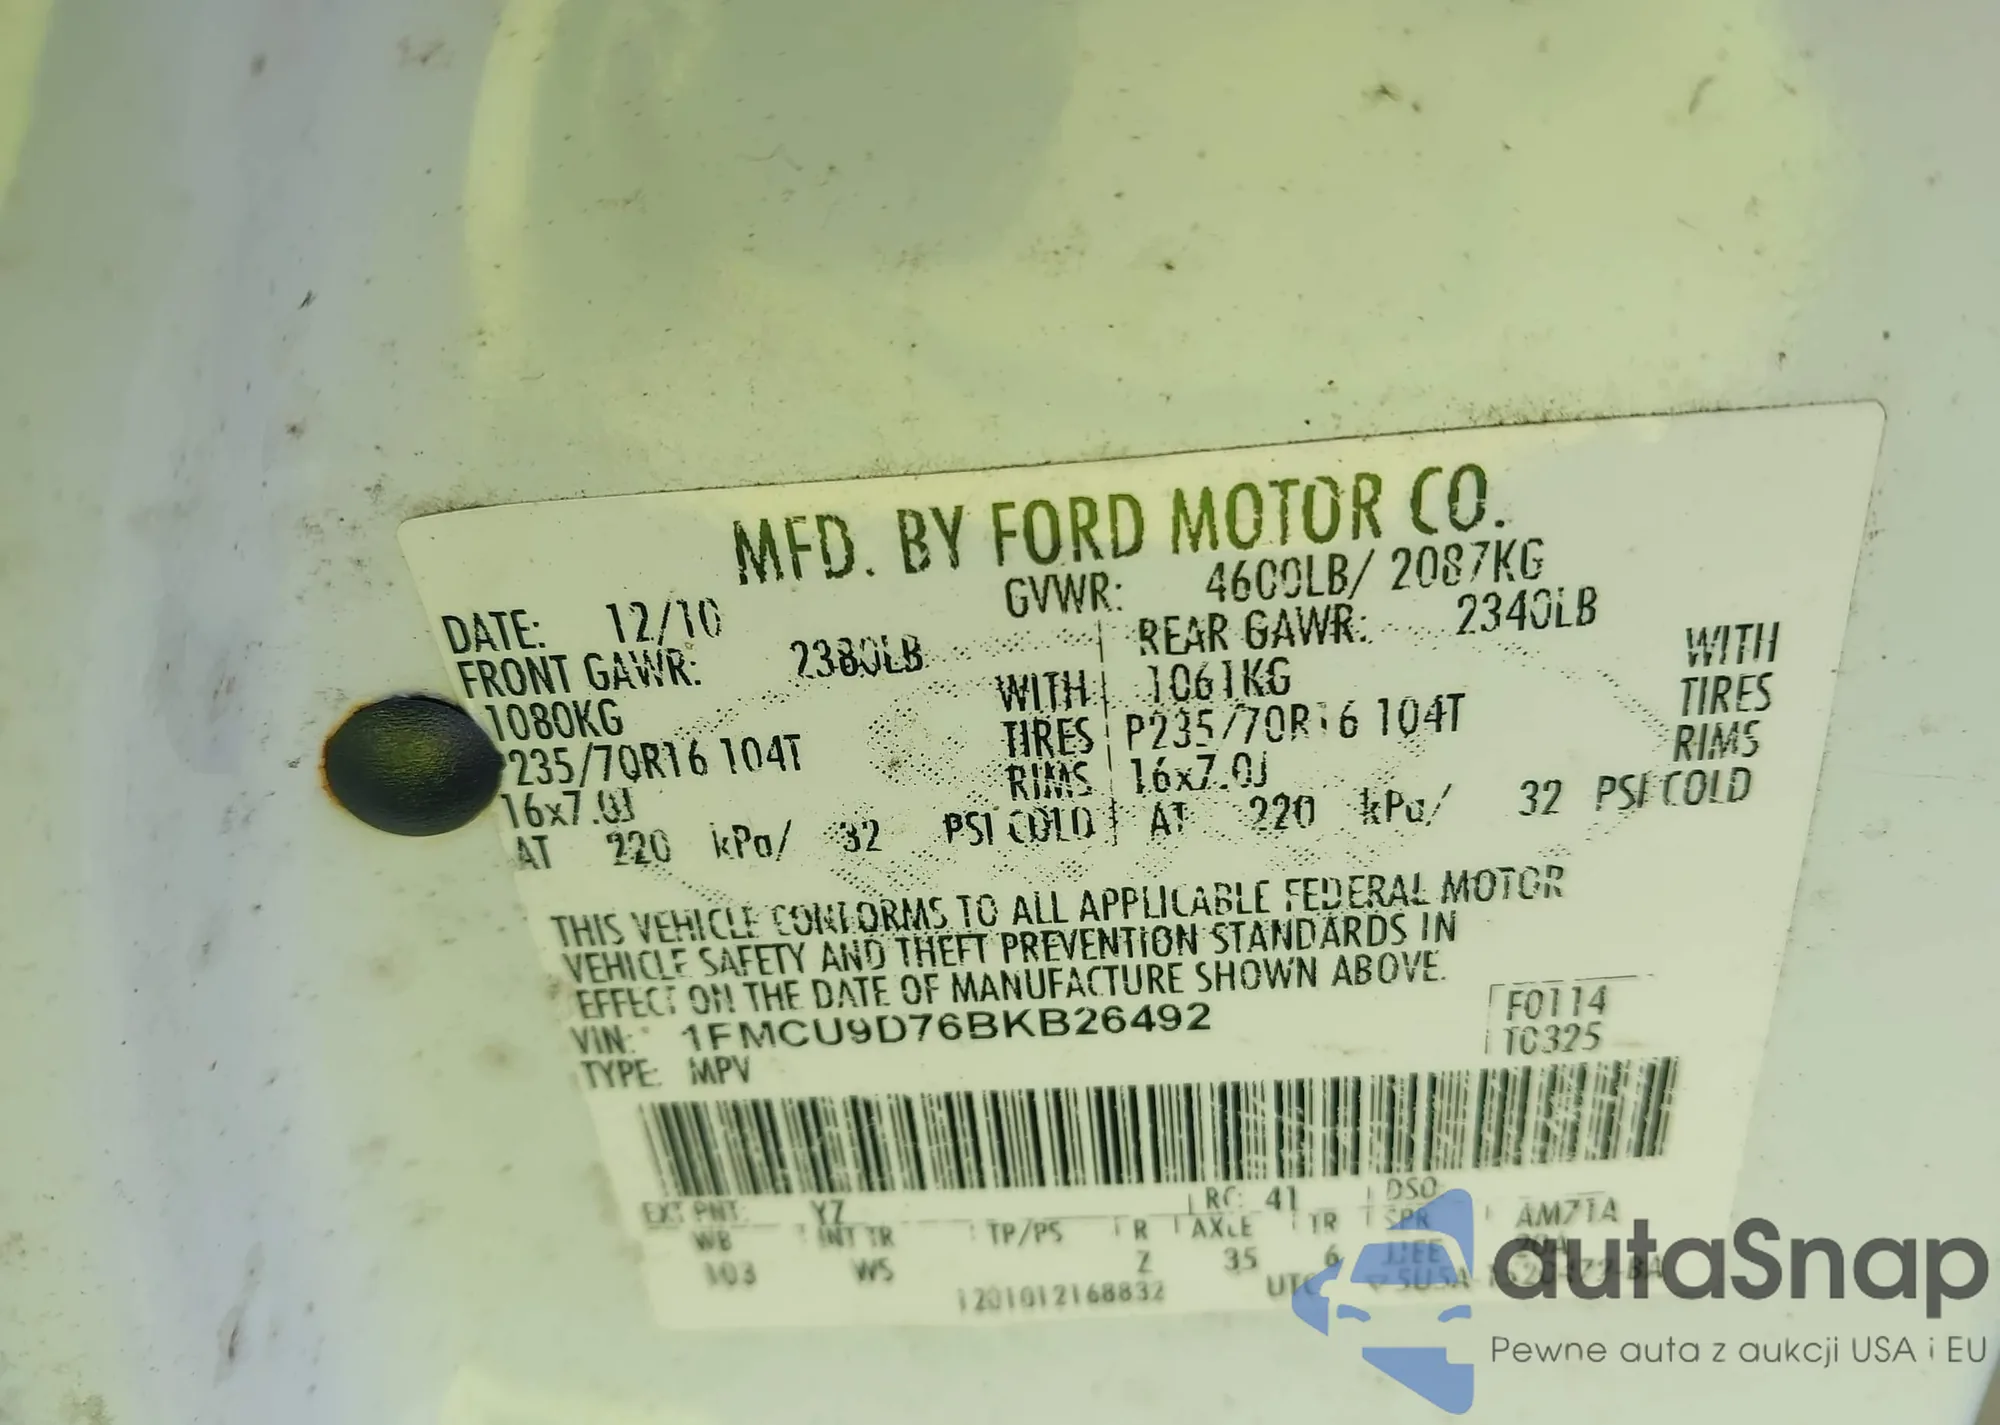 MFD. BY FORD MOTOR CO.
DATE: 12/10 GVWR: 4600LB/ 2087KG
FRONT GAWR: 2380LB REAR GAWR: 2340LB
1080KG WITH 1061KG WITH
235/70R16 104T TIRES P235/70R16 104T TIRES
16x7.0J RIMS 16x7.0J RIMS
AT 220 kPa/ 32 PSI COLD AT 220 kPa/ 32 PSI COLD
THIS VEHICLE CONFORMS TO ALL APPLICABLE FEDERAL MOTOR
VEHICLE SAFETY AND THEFT PREVENTION STANDARDS IN
EFFECT ON THE DATE OF MANUFACTURE SHOWN ABOVE.
VIN: 1FMCU9D76BKB26492 F0114
TYPE: MPV T0325
EXT PNT: YZ RC: 41 DSO:
WB INT TR TP/PS R AXLE TR SPR AM71A
103 WS 2 35 6
1201012168832
autaSnap
Pewne auta z aukcji USA i EU